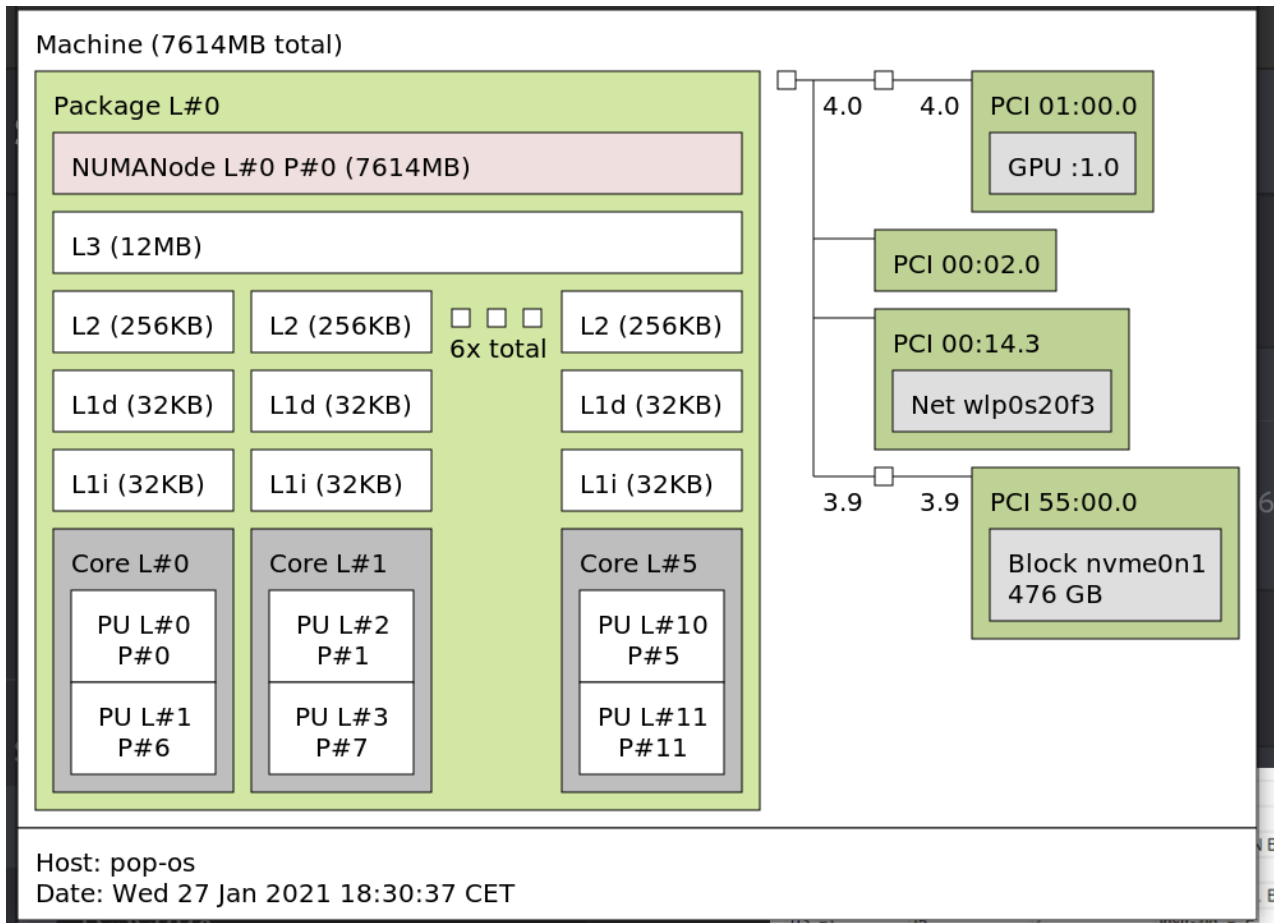 Machine (7614MB total)
Package L#0
NUMANode L#0 P#0 (7614MB)
L3 (12MB)
L2 (256KB)
L2 (256KB)
6x total
L2 (256KB)
L1d (32KB)
L1d (32KB)
L1d (32KB)
L1i (32KB)
L1i (32KB)
L1i (32KB)
Core L#0
PU L#0
P#0
PU L#1
P#6
Core L#1
PU L#2
P#1
PU L#3
P#7
Core L#5
PU L#10
P#5
PU L#11
P#11
4.0
4.0
PCI 01:00.0
GPU :1.0
PCI 00:02.0
PCI 00:14.3
Net wlp0s20f3
3.9
3.9
PCI 55:00.0
Block nvme0n1
476 GB
Host: pop-os
Date: Wed 27 Jan 2021 18:30:37 CET